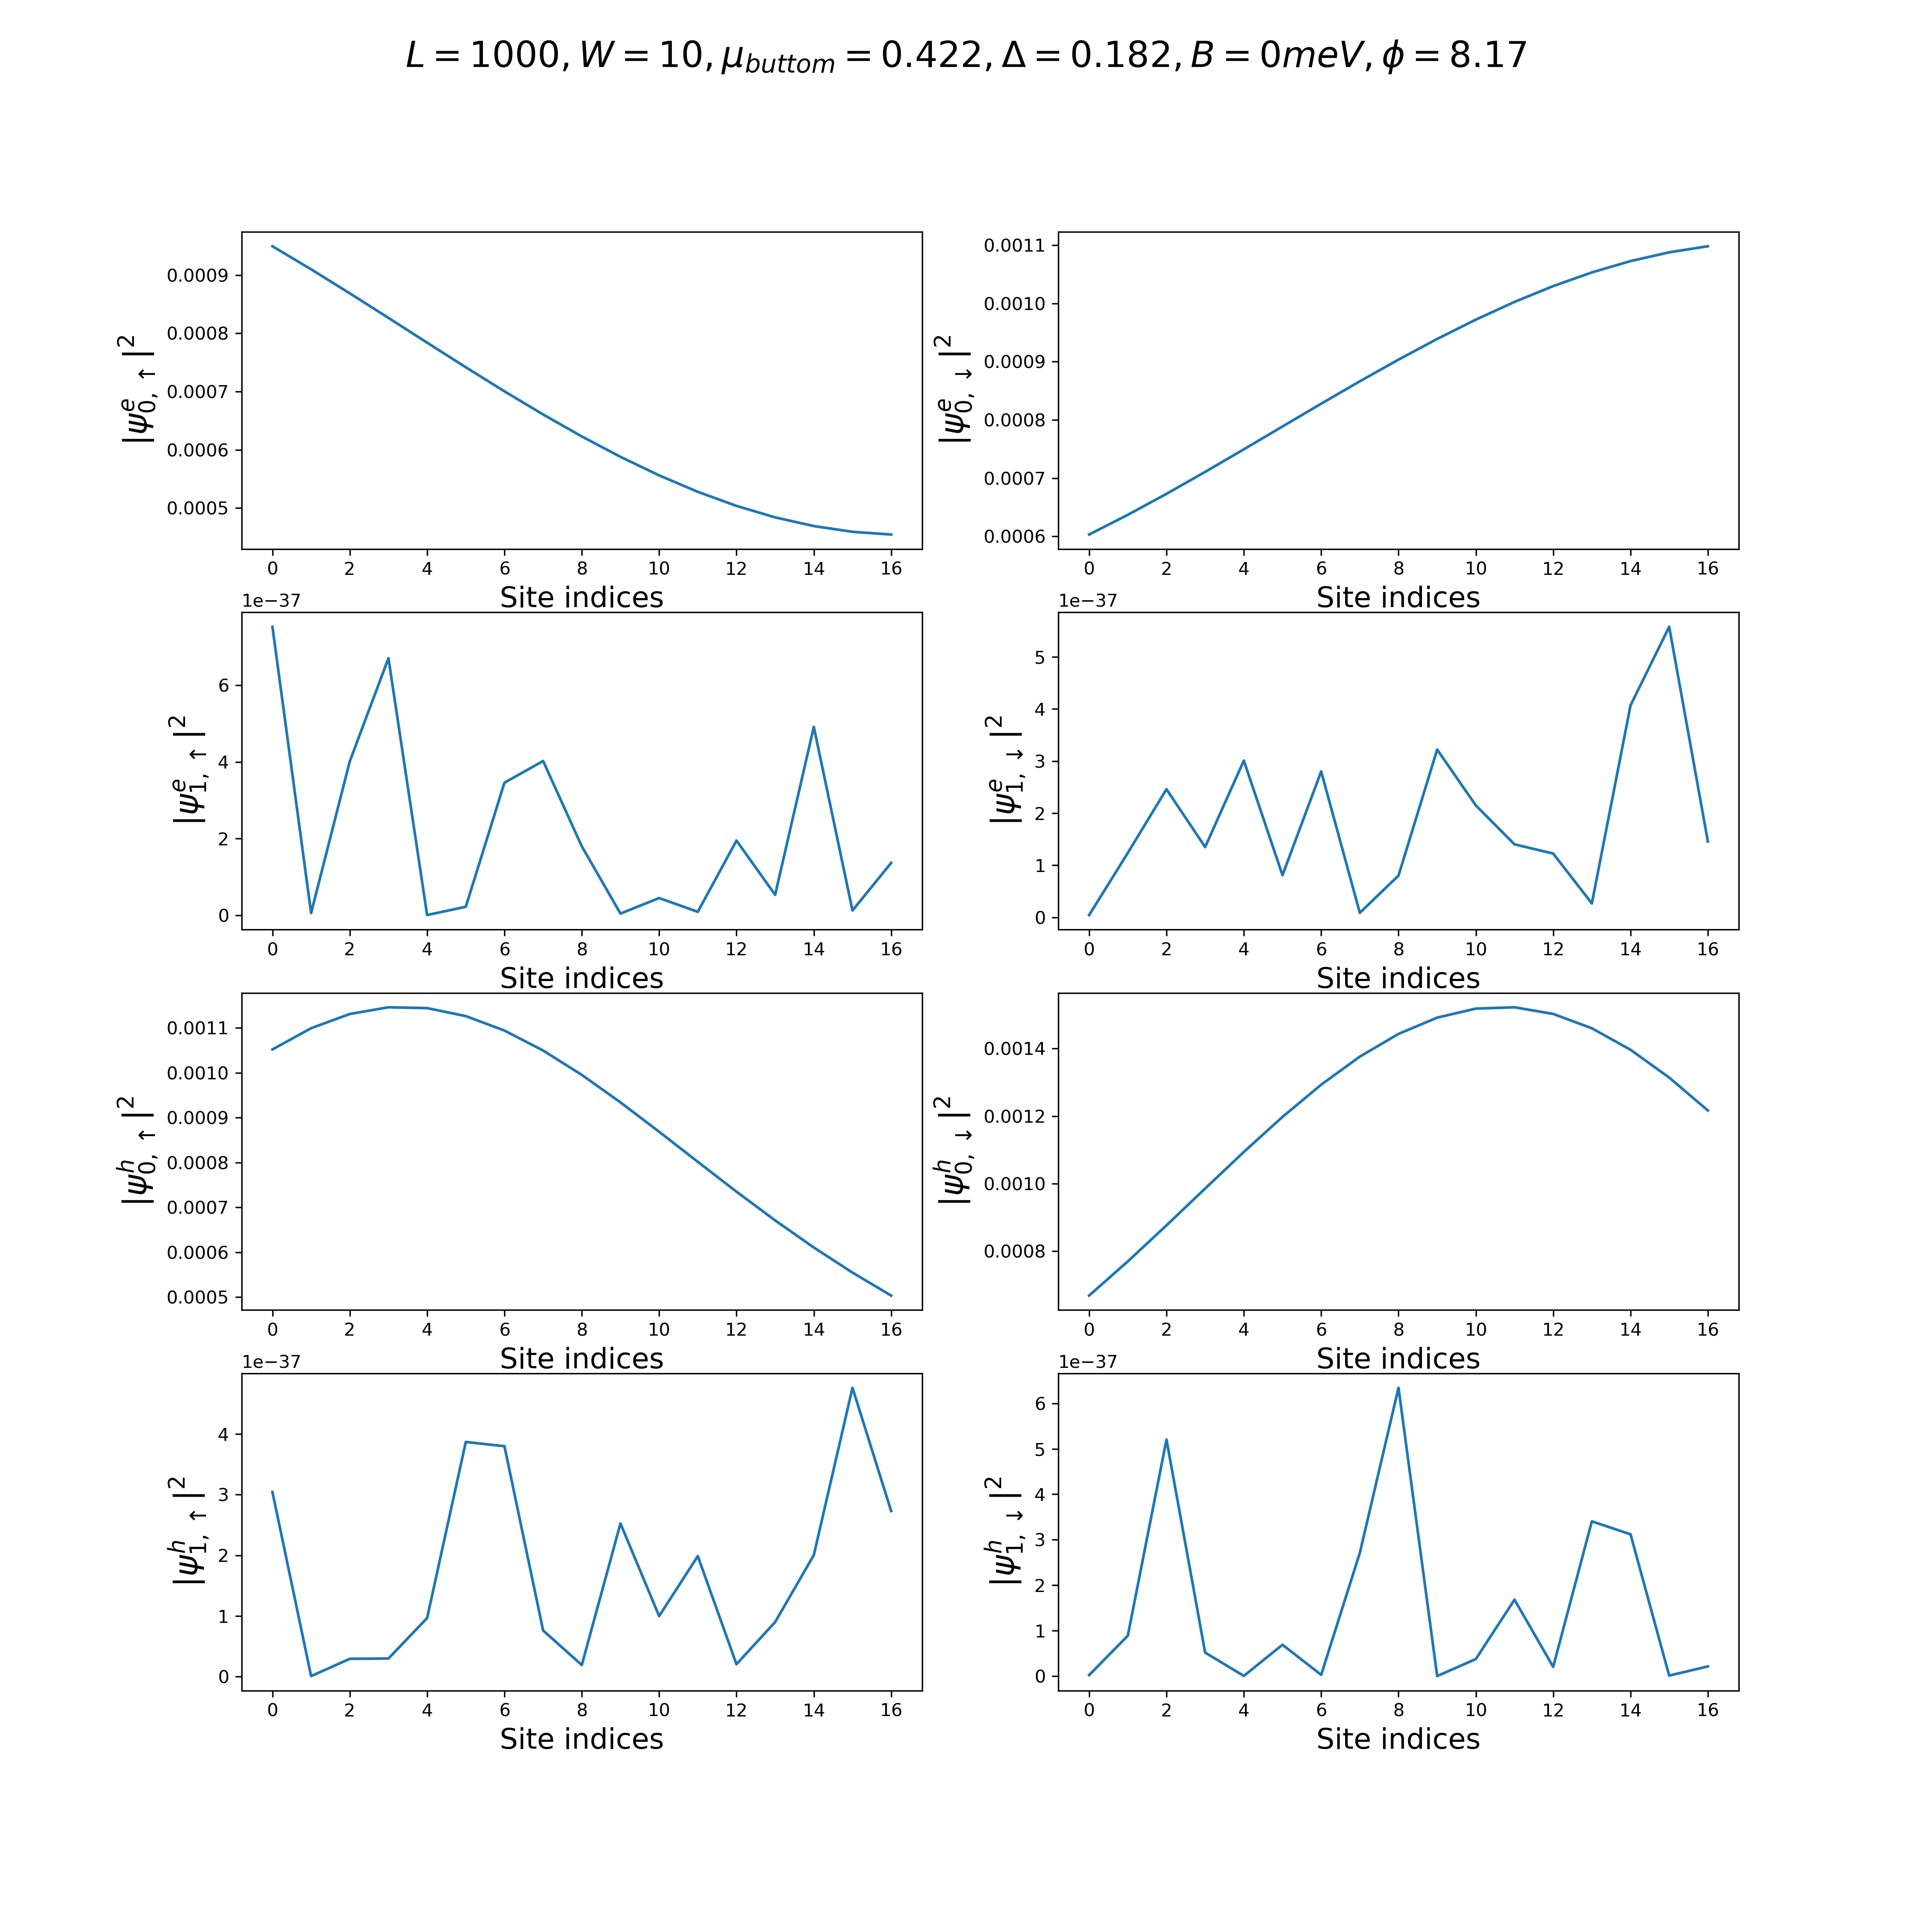 L = 1000, W = 10, μ_buttom = 0.422, Δ = 0.182, B = 0meV, ϕ = 8.17
|ψ^e_{0, ↑}|^2
0.0009
0.0008
0.0007
0.0006
0.0005
0 2 4 6 8 10 12 14 16
Site indices
|ψ^e_{0, ↓}|^2
0.0011
0.0010
0.0009
0.0008
0.0007
0.0006
0 2 4 6 8 10 12 14 16
Site indices
1e−37
|ψ^e_{1, ↑}|^2
6
4
2
0
0 2 4 6 8 10 12 14 16
Site indices
1e−37
|ψ^e_{1, ↓}|^2
5
4
3
2
1
0
0 2 4 6 8 10 12 14 16
Site indices
|ψ^h_{0, ↑}|^2
0.0011
0.0010
0.0009
0.0008
0.0007
0.0006
0.0005
0 2 4 6 8 10 12 14 16
Site indices
|ψ^h_{0, ↓}|^2
0.0014
0.0012
0.0010
0.0008
0 2 4 6 8 10 12 14 16
Site indices
1e−37
|ψ^h_{1, ↑}|^2
4
3
2
1
0
0 2 4 6 8 10 12 14 16
Site indices
1e−37
|ψ^h_{1, ↓}|^2
6
5
4
3
2
1
0
0 2 4 6 8 10 12 14 16
Site indices